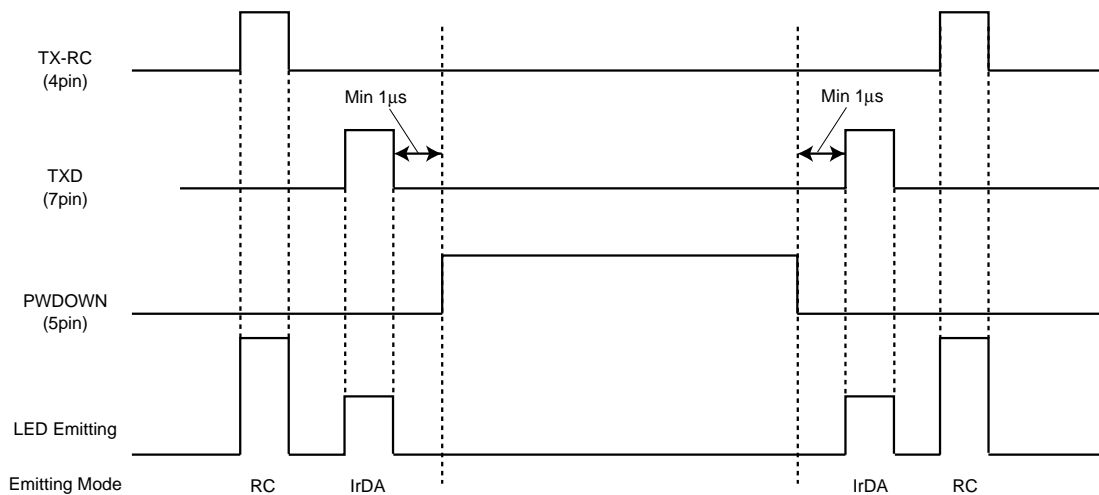 TX-RC
(4pin)
Min 1μs
Min 1μs
TXD
(7pin)
PWDOWN
(5pin)
LED Emitting
Emitting Mode RC IrDA IrDA RC